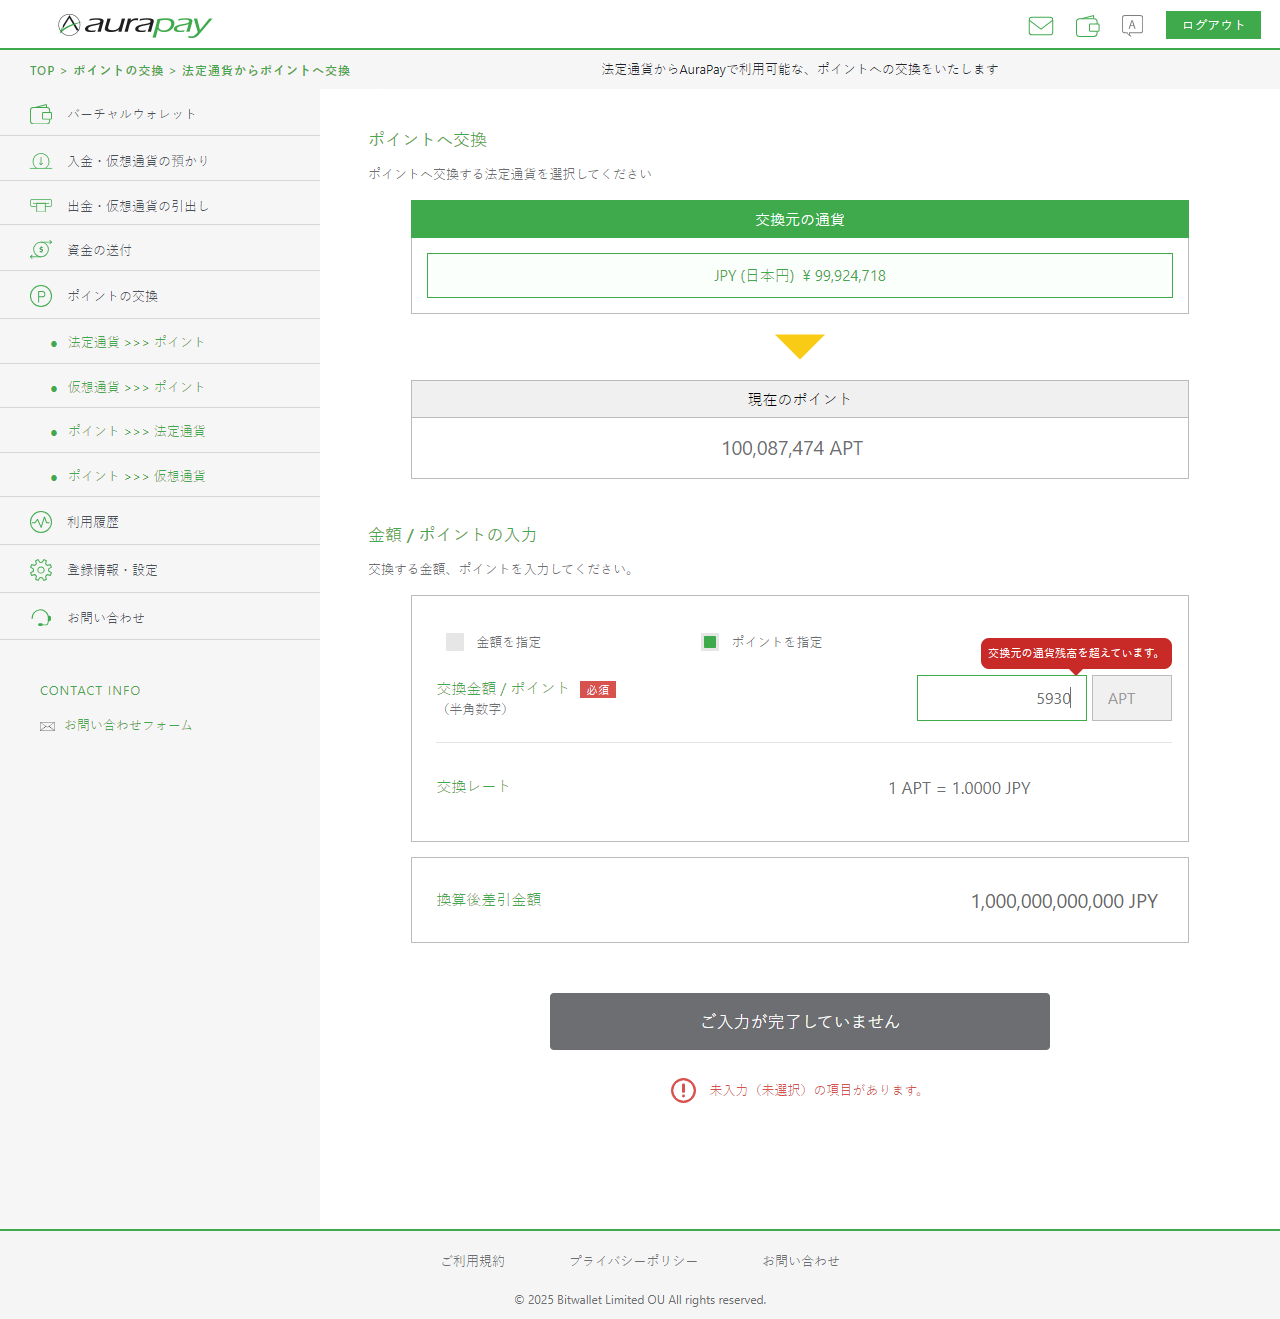 aurapay
A
ログアウト
TOP > ポイントの交換 > 法定通貨からポイントへ交換
法定通貨からAuraPayで利用可能な、ポイントへの交換をいたします
バーチャルウォレット
入金・仮想通貨の預かり
出金・仮想通貨の引出し
資金の送付
ポイントの交換
法定通貨 >>> ポイント
仮想通貨 >>> ポイント
ポイント >>> 法定通貨
ポイント >>> 仮想通貨
利用履歴
登録情報・設定
お問い合わせ
CONTACT INFO
お問い合わせフォーム
ポイントへ交換
ポイントへ交換する法定通貨を選択してください
交換元の通貨
JPY (日本円) ¥ 99,924,718
現在のポイント
100,087,474 APT
金額 / ポイントの入力
交換する金額、ポイントを入力してください。
金額を指定
ポイントを指定
交換元の通貨残高を超えています。
交換金額 / ポイント 必須
（半角数字）
5930 APT
交換レート
1 APT = 1.0000 JPY
換算後差引金額
1,000,000,000,000 JPY
ご入力が完了していません
未入力（未選択）の項目があります。
ご利用規約
プライバシーポリシー
お問い合わせ
© 2025 Bitwallet Limited OU All rights reserved.